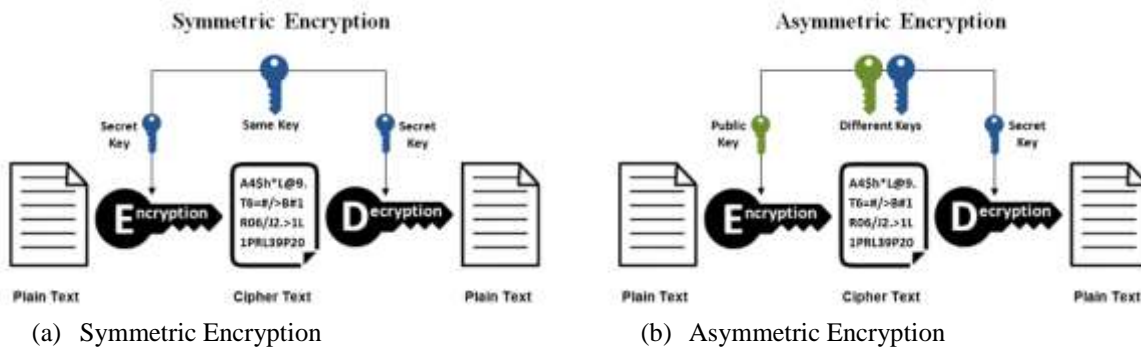 Symmetric Encryption
Secret
Key
Same Key
Secret
Key
A4$h*L@9.
T6=#/>B#1
R06/J2.>1L
1PRL39P20
Encryption
Decryption
Plain Text
Cipher Text
Plain Text
(a) Symmetric Encryption
Asymmetric Encryption
Public
Key
Different Keys
Secret
Key
A4$h*L@9.
T6=#/>B#1
R06/J2.>1L
1PRL39P20
Encryption
Decryption
Plain Text
Cipher Text
Plain Text
(b) Asymmetric Encryption